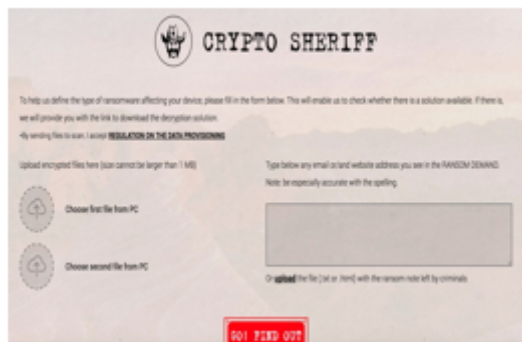 CRYPTO SHERIFF
To help us define the type of ransomware affecting your device, please fill in the form below. This will enable us to check whether there is a solution available. If there is,
we will provide you with the link to download the decryption solution.
•By sending files to scan, I accept REGULATION ON THE DATA PROVISIONING
Upload encrypted files here (size cannot be larger than 1 MB)
Choose first file from PC
Choose second file from PC
Type below any email or/and website address you see in the RANSOM DEMAND.
Note: be especially accurate with the spelling.
Or upload the file (.txt or .html) with the ransom note left by criminals
GO! FIND OUT